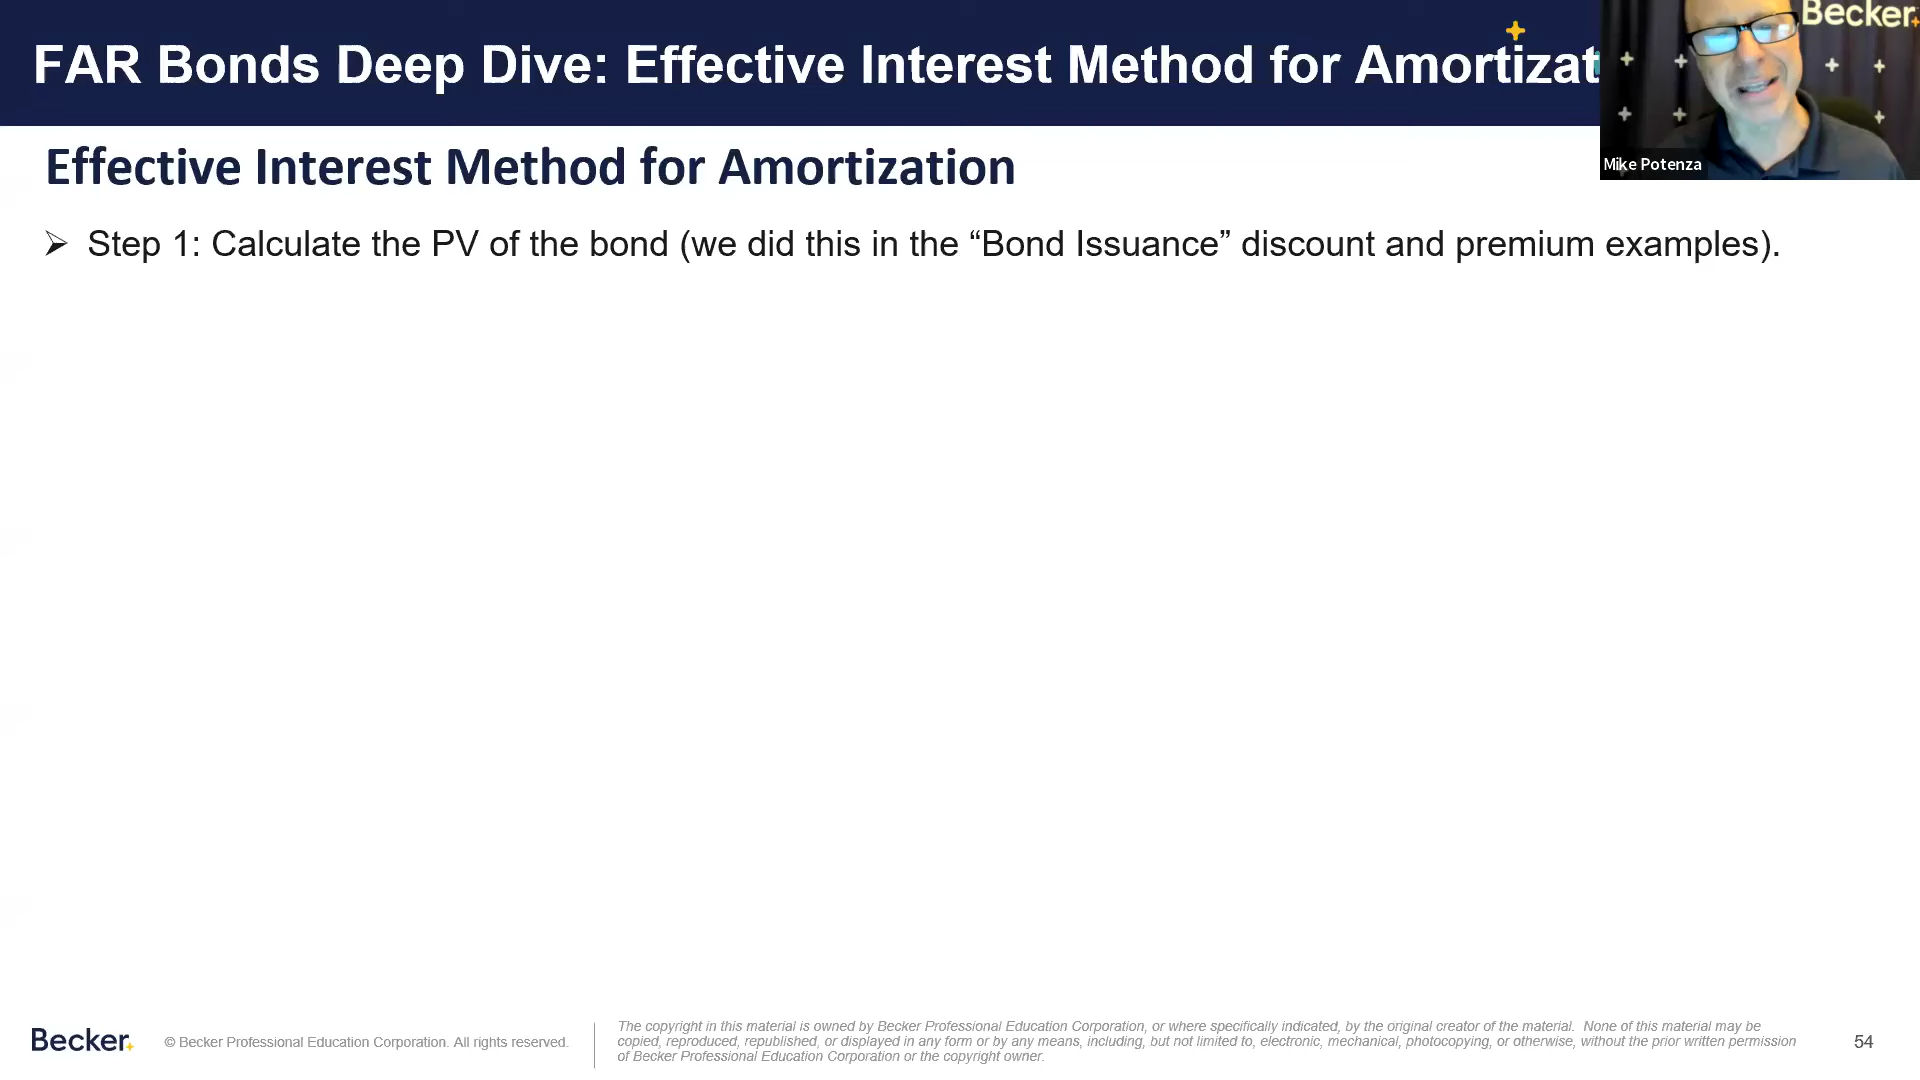 FAR Bonds Deep Dive: Effective Interest Method for Amortizat
Becker
Mike Potenza
Effective Interest Method for Amortization
➢ Step 1: Calculate the PV of the bond (we did this in the “Bond Issuance” discount and premium examples).
Becker
© Becker Professional Education Corporation. All rights reserved.
The copyright in this material is owned by Becker Professional Education Corporation, or where specifically indicated, by the original creator of the material. None of this material may be
copied, reproduced, republished, or displayed in any form or by any means, including, but not limited to, electronic, mechanical, photocopying, or otherwise, without the prior written permission
of Becker Professional Education Corporation or the copyright owner.
54